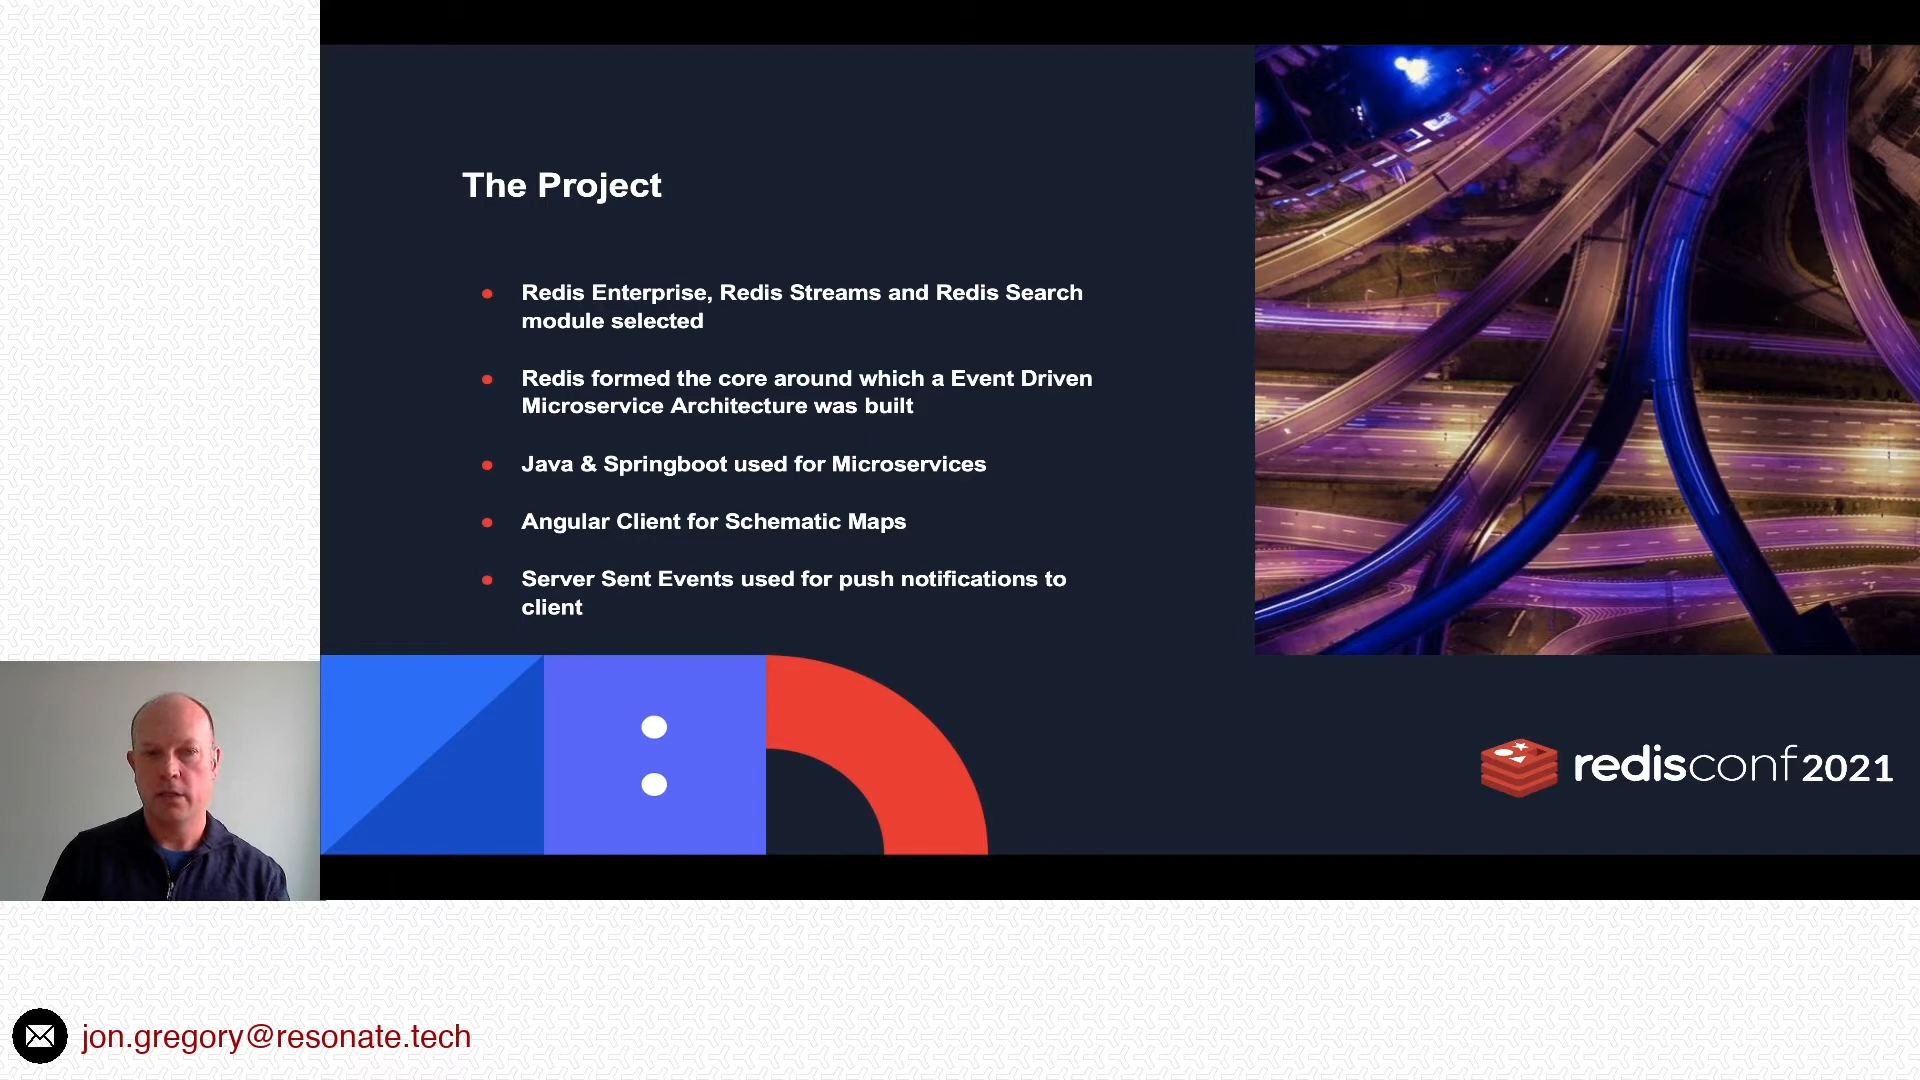 The Project
Redis Enterprise, Redis Streams and Redis Search
module selected
Redis formed the core around which a Event Driven
Microservice Architecture was built
Java & Springboot used for Microservices
Angular Client for Schematic Maps
Server Sent Events used for push notifications to
client
redisconf2021
jon.gregory@resonate.tech